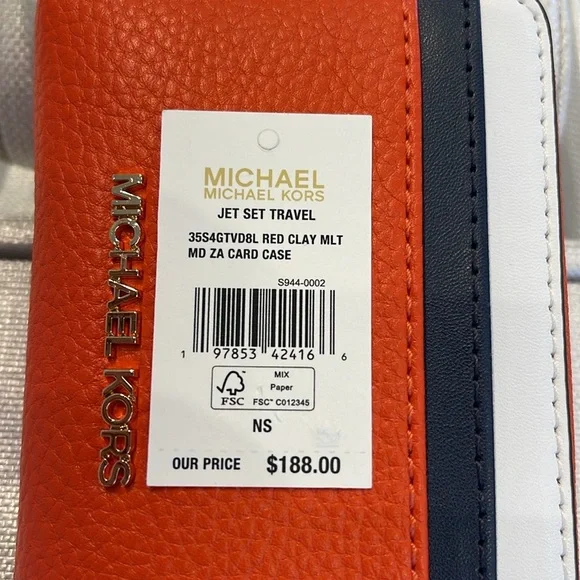 MICHAEL
MICHAEL KORS
JET SET TRAVEL
35S4GTVD8L RED CLAY MLT
MD ZA CARD CASE
S944-0002
1 97853 42416 6
FSC
MIX
Paper
FSC™ C012345
NS
OUR PRICE $188.00
MICHAEL KORS